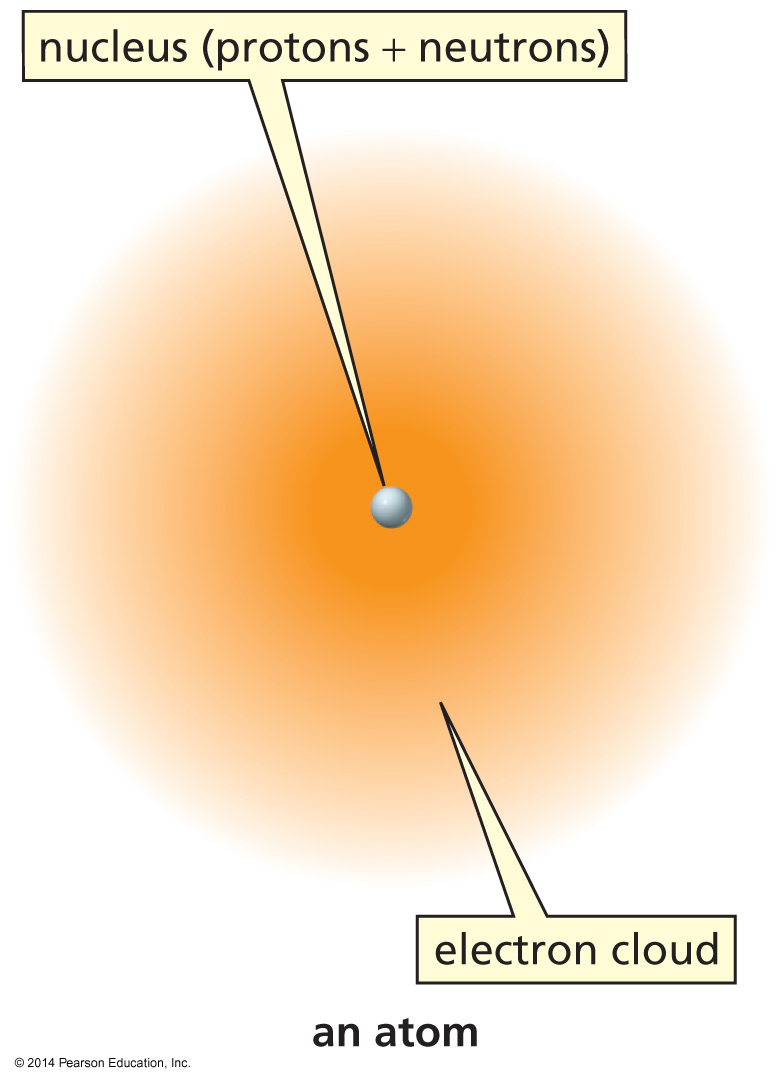 nucleus (protons + neutrons)
electron cloud
an atom
© 2014 Pearson Education, Inc.